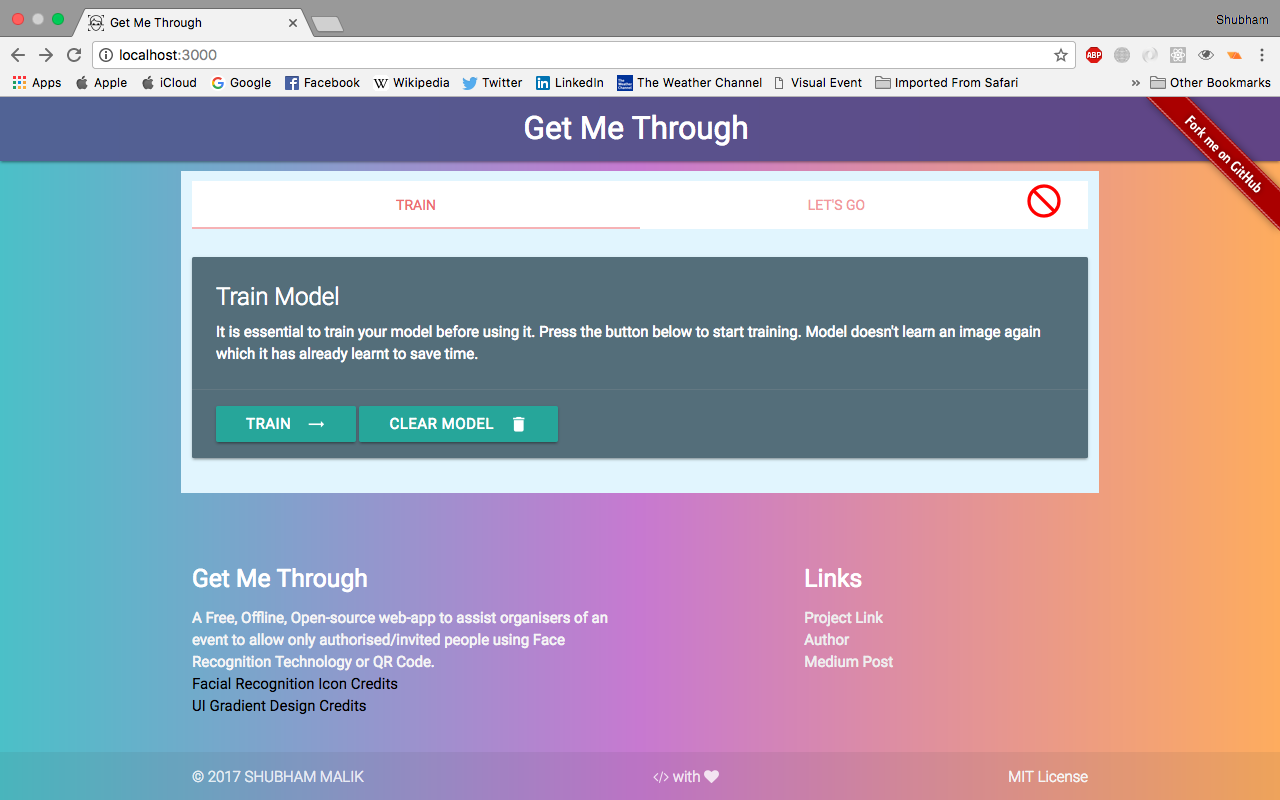 Get Me Through
Shubham
localhost:3000
ABP
Apps
Apple
iCloud
Google
Facebook
W Wikipedia
Twitter
LinkedIn
The Weather Channel
Visual Event
Imported From Safari
»
Other Bookmarks
Get Me Through
Fork me on GitHub
TRAIN
LET'S GO
Train Model
It is essential to train your model before using it. Press the button below to start training. Model doesn't learn an image again
which it has already learnt to save time.
TRAIN →
CLEAR MODEL
Get Me Through
A Free, Offline, Open-source web-app to assist organisers of an
event to allow only authorised/invited people using Face
Recognition Technology or QR Code.
Facial Recognition Icon Credits
UI Gradient Design Credits
Links
Project Link
Author
Medium Post
© 2017 SHUBHAM MALIK
</> with ♥
MIT License